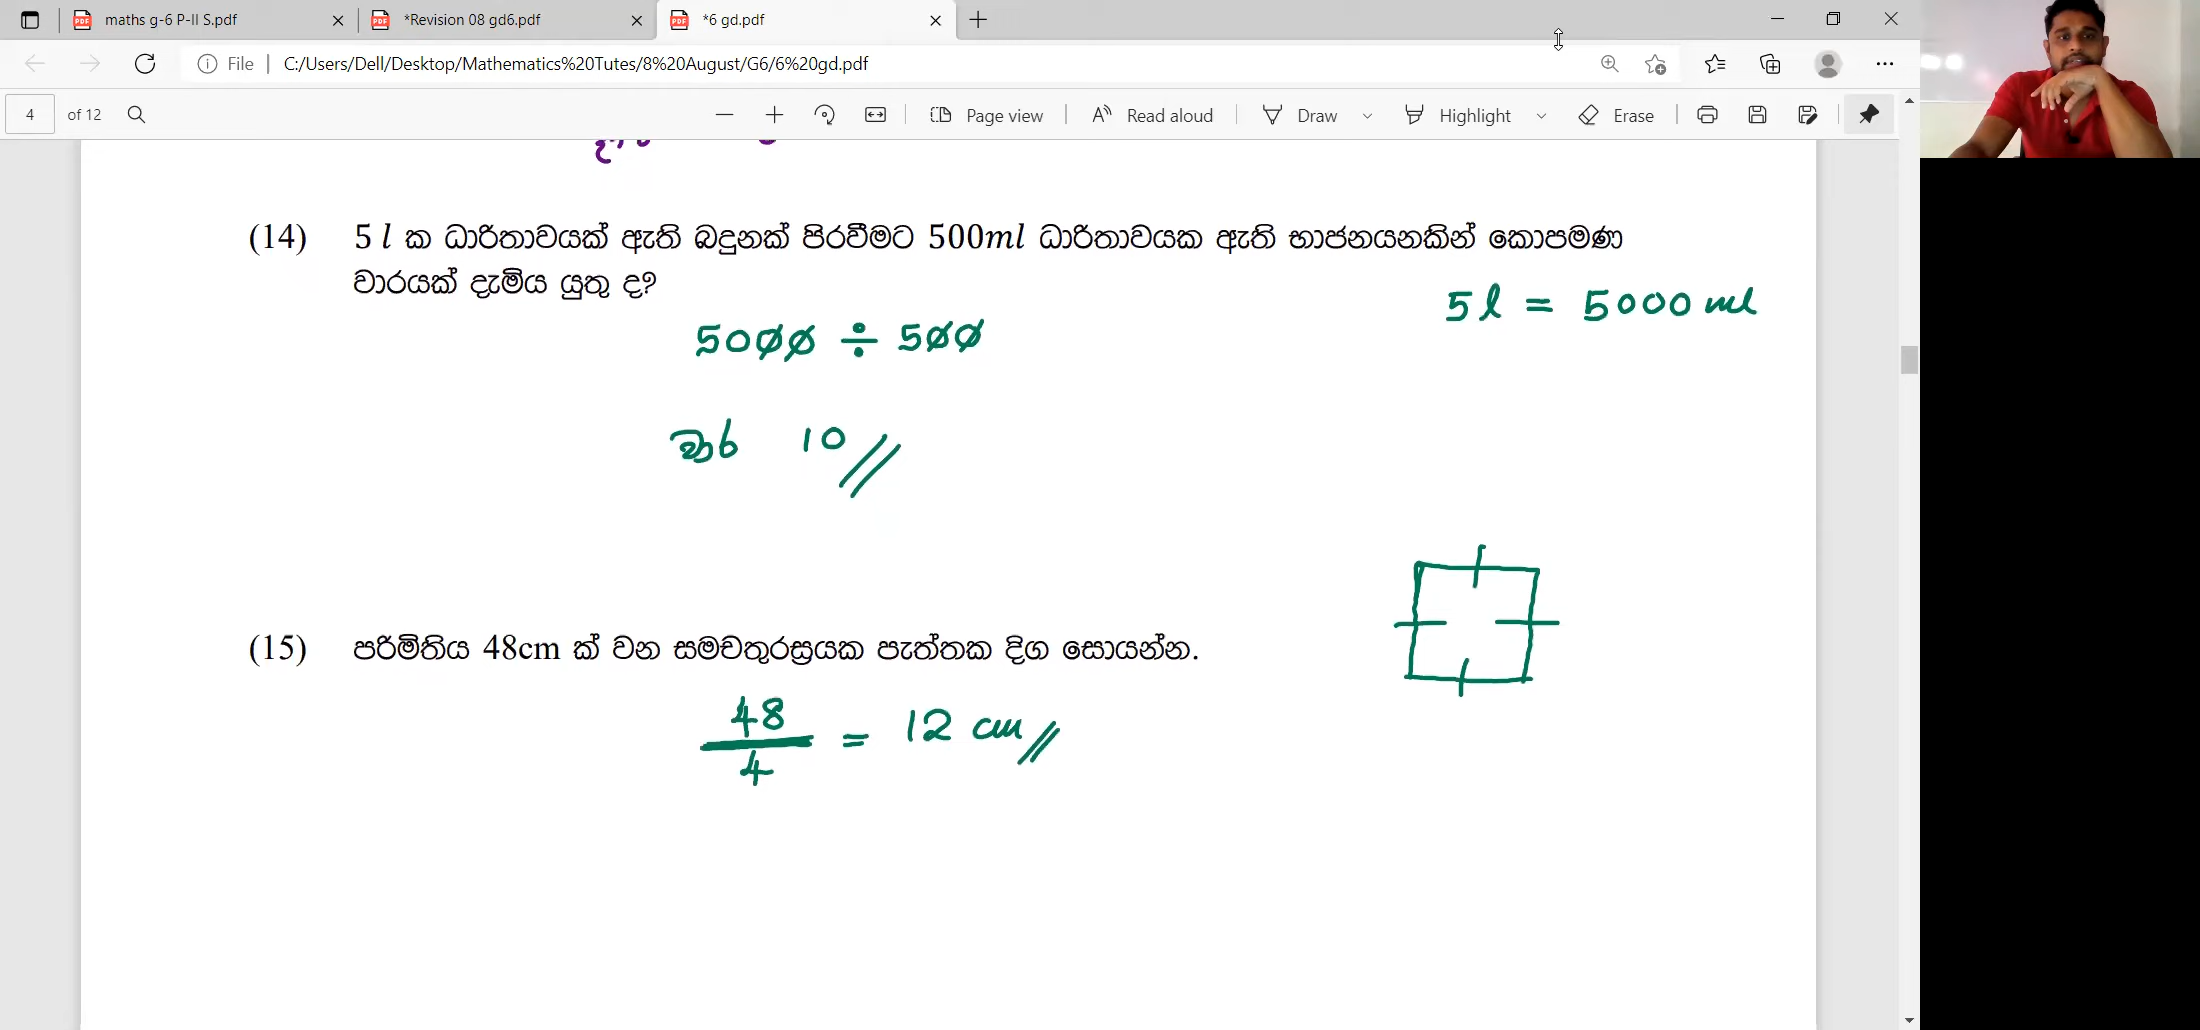 maths g-6 P-II S.pdf
*Revision 08 gd6.pdf
*6 gd.pdf
File
C:/Users/Dell/Desktop/Mathematics%20Tutes/8%20August/G6/6%20gd.pdf
4 of 12
Page view
Read aloud
Draw
Highlight
Erase
(14) 5 l ක ධාරිතාවයක් ඇති බඳුනක් පිරවීමට 500ml ධාරිතාවයක ඇති භාජනයනකින් කොපමණ
වාරයක් දැමිය යුතු ද?
5l = 5000 ml
5000 ÷ 500
වාර 10
(15) පරිමිතිය 48cm ක් වන සමචතුරස්‍රයක පැත්තක දිග සොයන්න.
48
4
= 12 cm